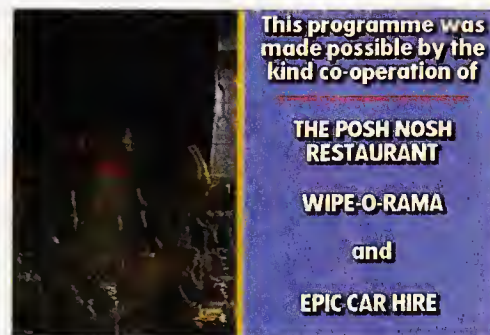 This programme was
made possible by the
kind co-operation of
THE POSH NOSH
RESTAURANT
WIPE-O-RAMA
and
EPIC CAR HIRE